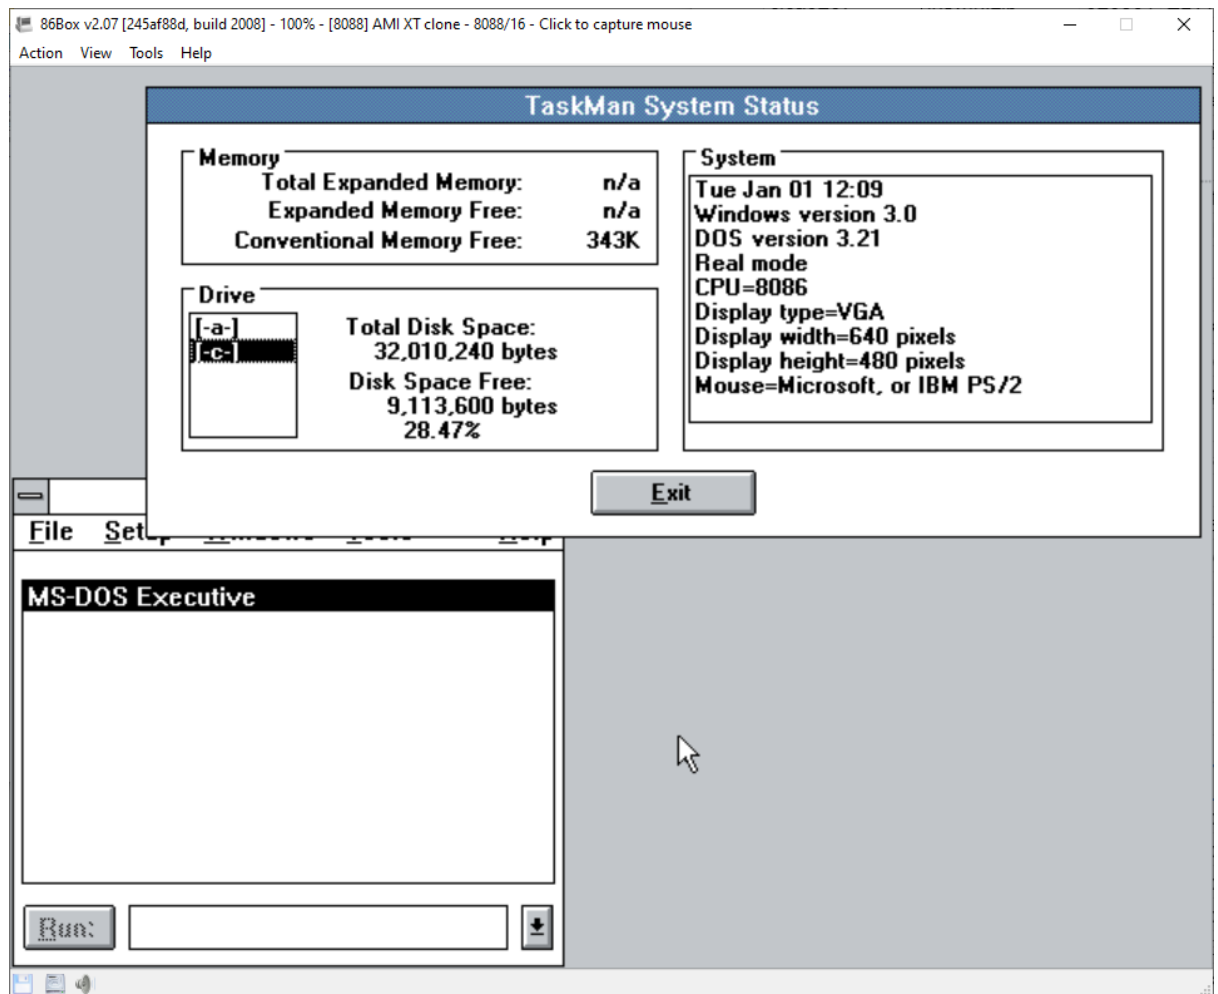 86Box v2.07 [245af88d, build 2008] - 100% - [8088] AMI XT clone - 8088/16 - Click to capture mouse
Action View Tools Help
TaskMan System Status
Memory
Total Expanded Memory: n/a
Expanded Memory Free: n/a
Conventional Memory Free: 343K
Drive
[-a-]
[-c-]
Total Disk Space:
32,010,240 bytes
Disk Space Free:
9,113,600 bytes
28.47%
System
Tue Jan 01 12:09
Windows version 3.0
DOS version 3.21
Real mode
CPU=8086
Display type=VGA
Display width=640 pixels
Display height=480 pixels
Mouse=Microsoft, or IBM PS/2
Exit
File
MS-DOS Executive
Run: